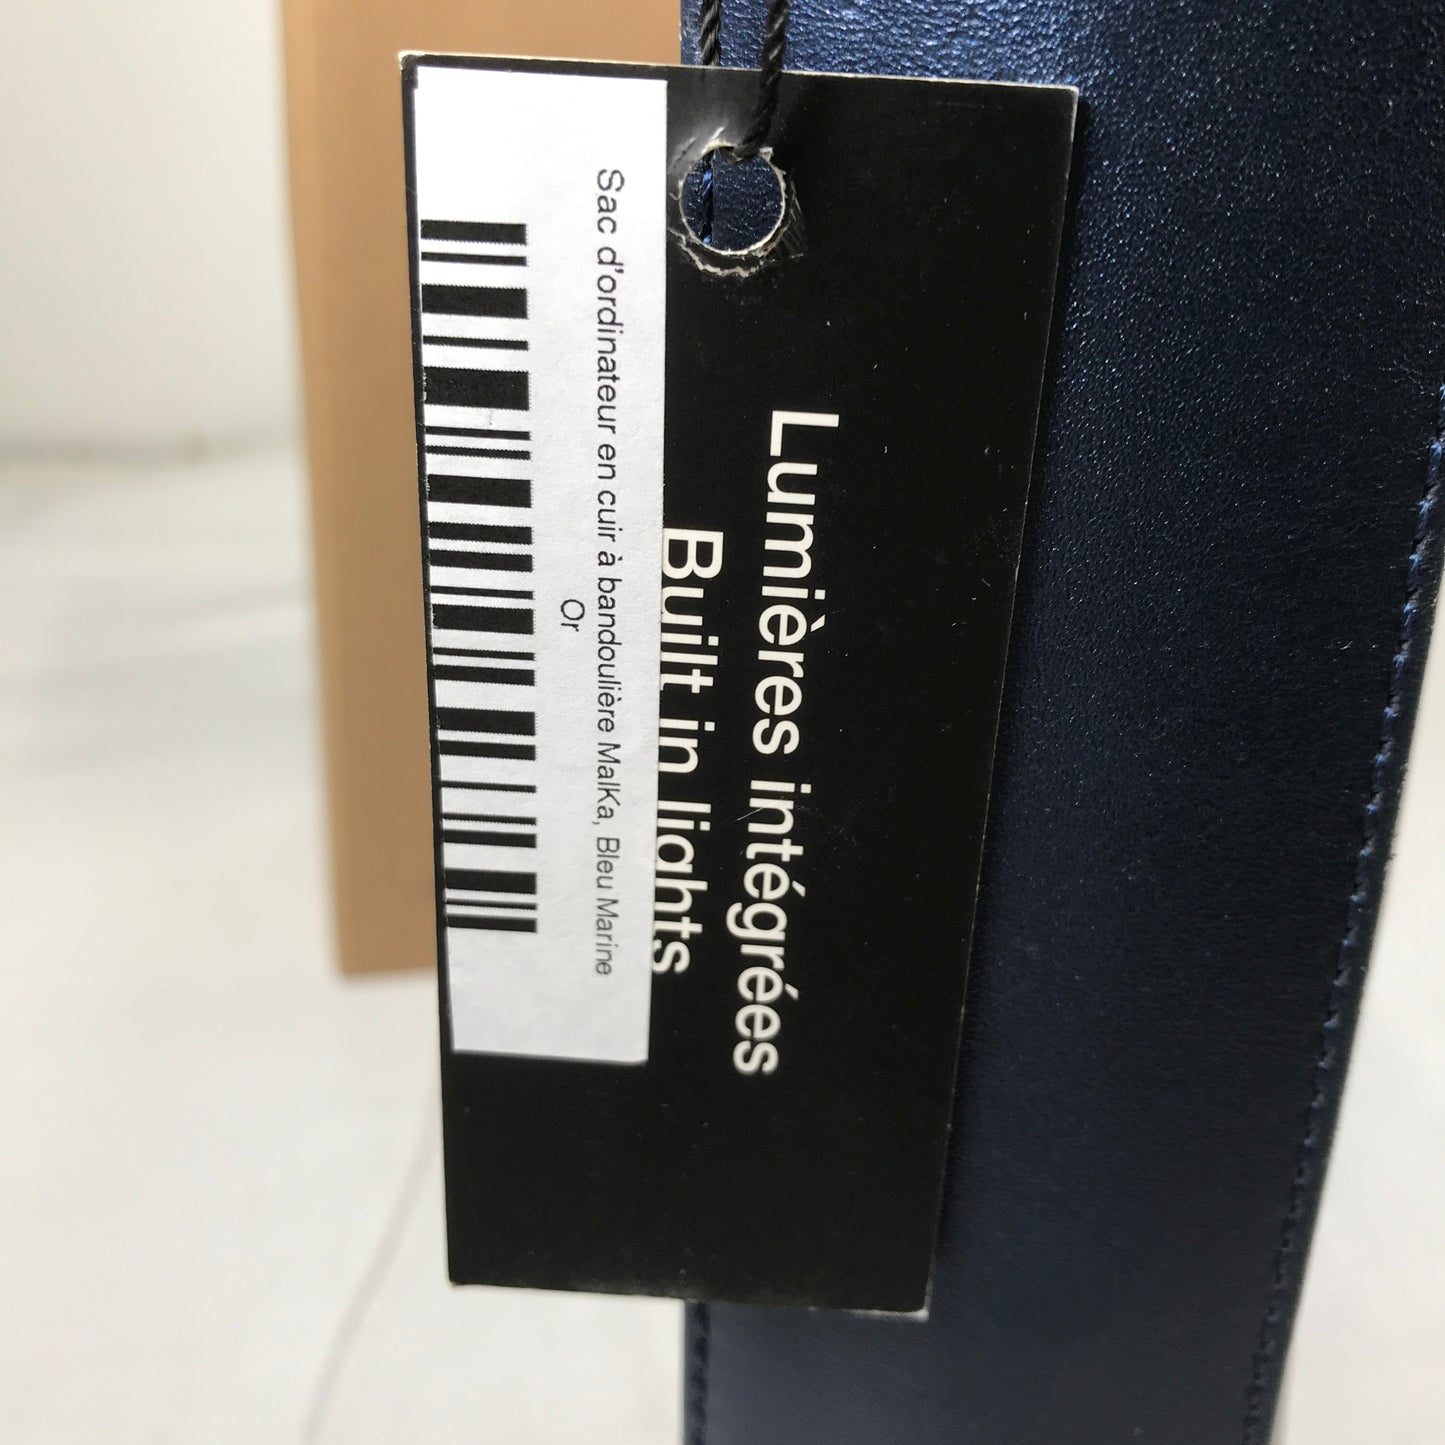 Lumières intégrées
Built in lights
Sac d'ordinateur en cuir à bandoulière MalKa, Bleu Marine
Or